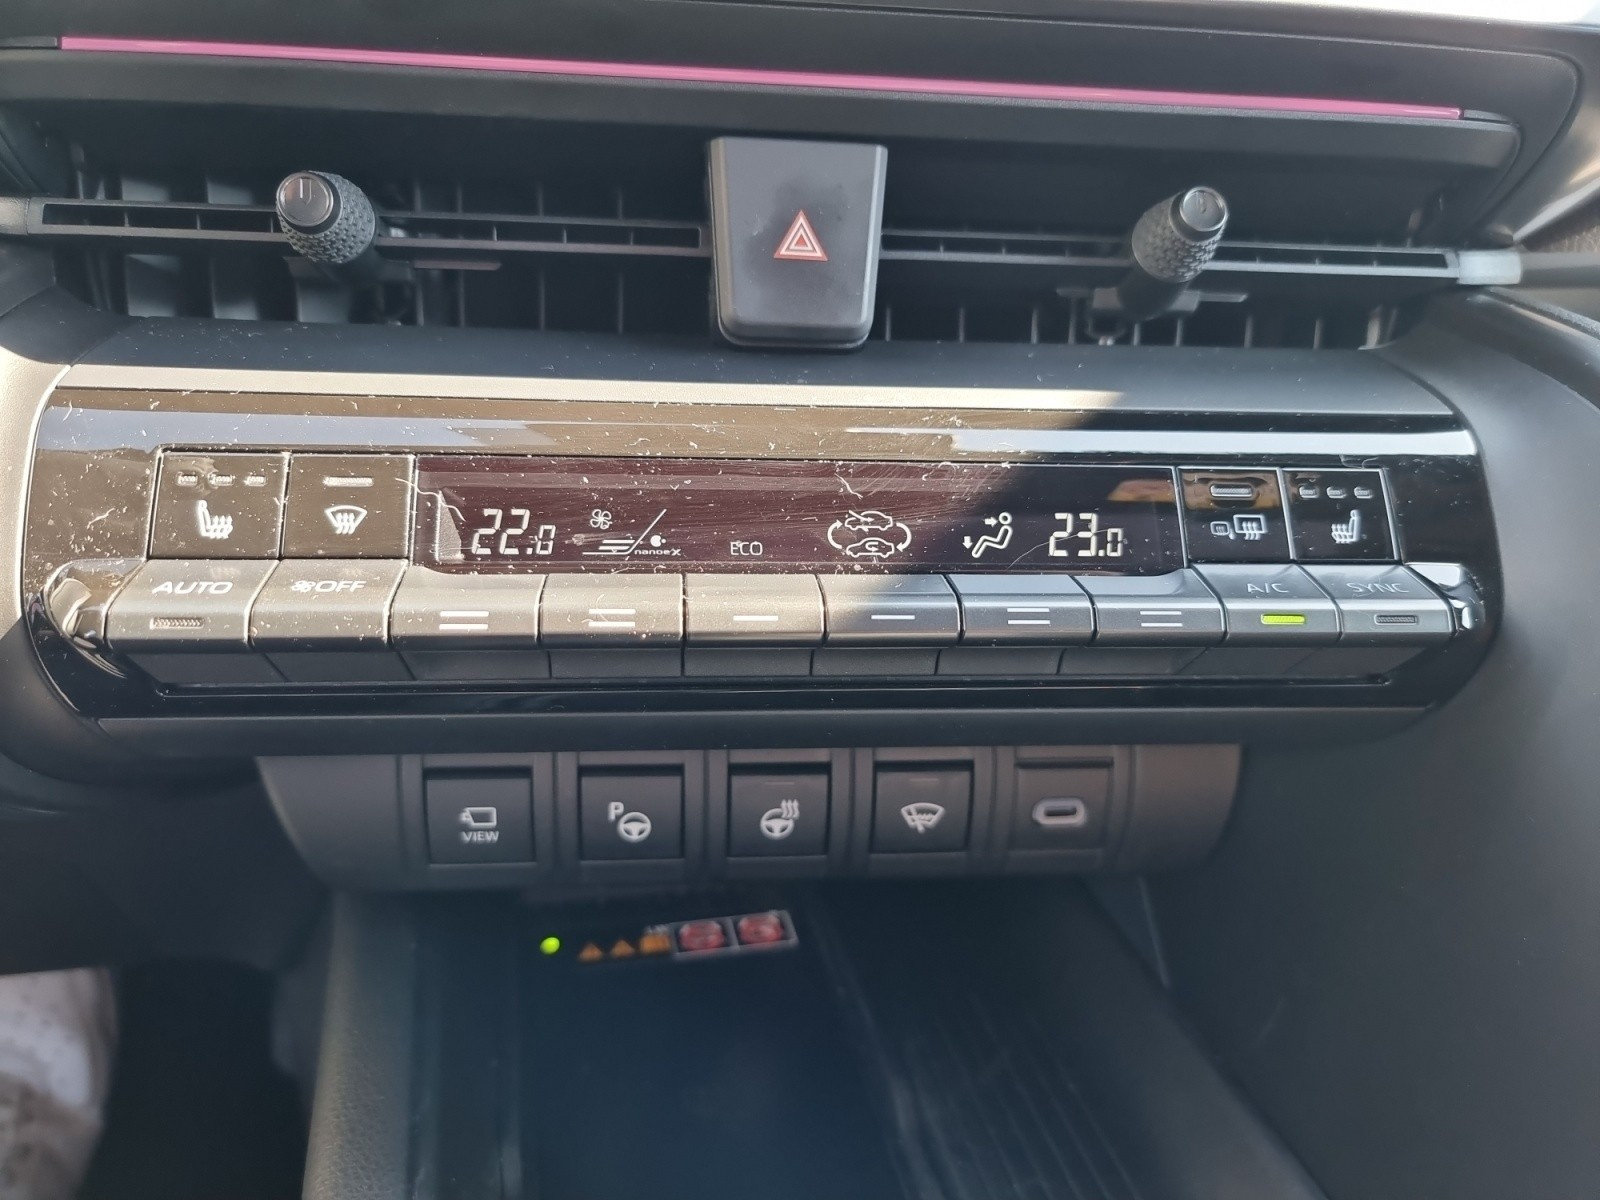 22.0
nanoe X
ECO
23.0
AUTO
OFF
A/C
SYNC
VIEW
P